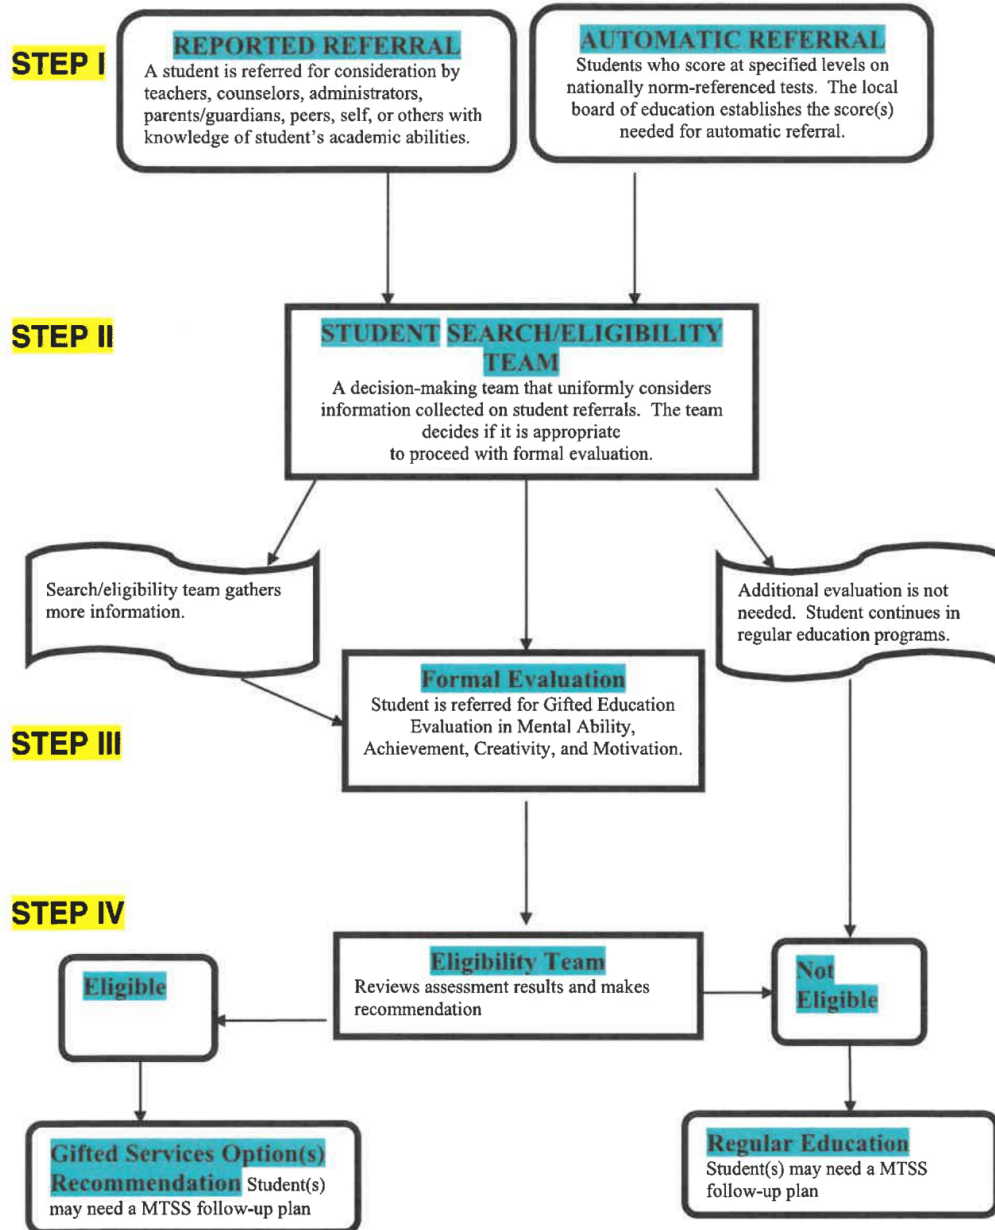 STEP I
REPORTED REFERRAL
A student is referred for consideration by
teachers, counselors, administrators,
parents/guardians, peers, self, or others with
knowledge of student's academic abilities.
AUTOMATIC REFERRAL
Students who score at specified levels on
nationally norm-referenced tests. The local
board of education establishes the score(s)
needed for automatic referral.
STEP II
STUDENT SEARCH/ELIGIBILITY
TEAM
A decision-making team that uniformly considers
information collected on student referrals. The team
decides if it is appropriate
to proceed with formal evaluation.
Search/eligibility team gathers
more information.
Additional evaluation is not
needed. Student continues in
regular education programs.
STEP III
Formal Evaluation
Student is referred for Gifted Education
Evaluation in Mental Ability,
Achievement, Creativity, and Motivation.
STEP IV
Eligible
Eligibility Team
Reviews assessment results and makes
recommendation
Not
Eligible
Gifted Services Option(s)
Recommendation Student(s)
may need a MTSS follow-up plan
Regular Education
Student(s) may need a MTSS
follow-up plan